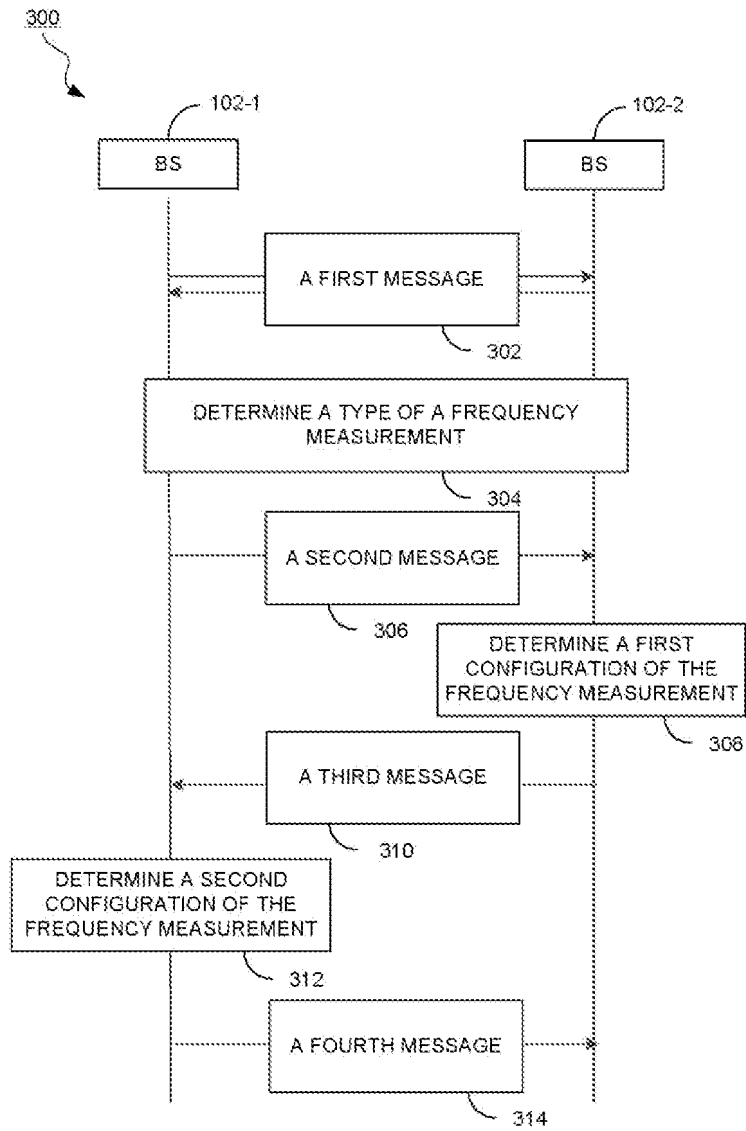 300
102-1
102-2
BS
BS
A FIRST MESSAGE
302
DETERMINE A TYPE OF A FREQUENCY
MEASUREMENT
304
A SECOND MESSAGE
306
DETERMINE A FIRST
CONFIGURATION OF THE
FREQUENCY MEASUREMENT
308
A THIRD MESSAGE
310
DETERMINE A SECOND
CONFIGURATION OF THE
FREQUENCY MEASUREMENT
312
A FOURTH MESSAGE
314